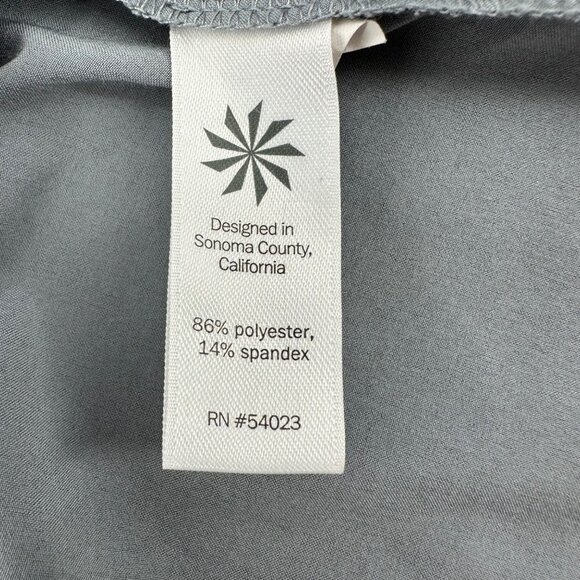 Designed in
Sonoma County,
California
86% polyester,
14% spandex
RN #54023